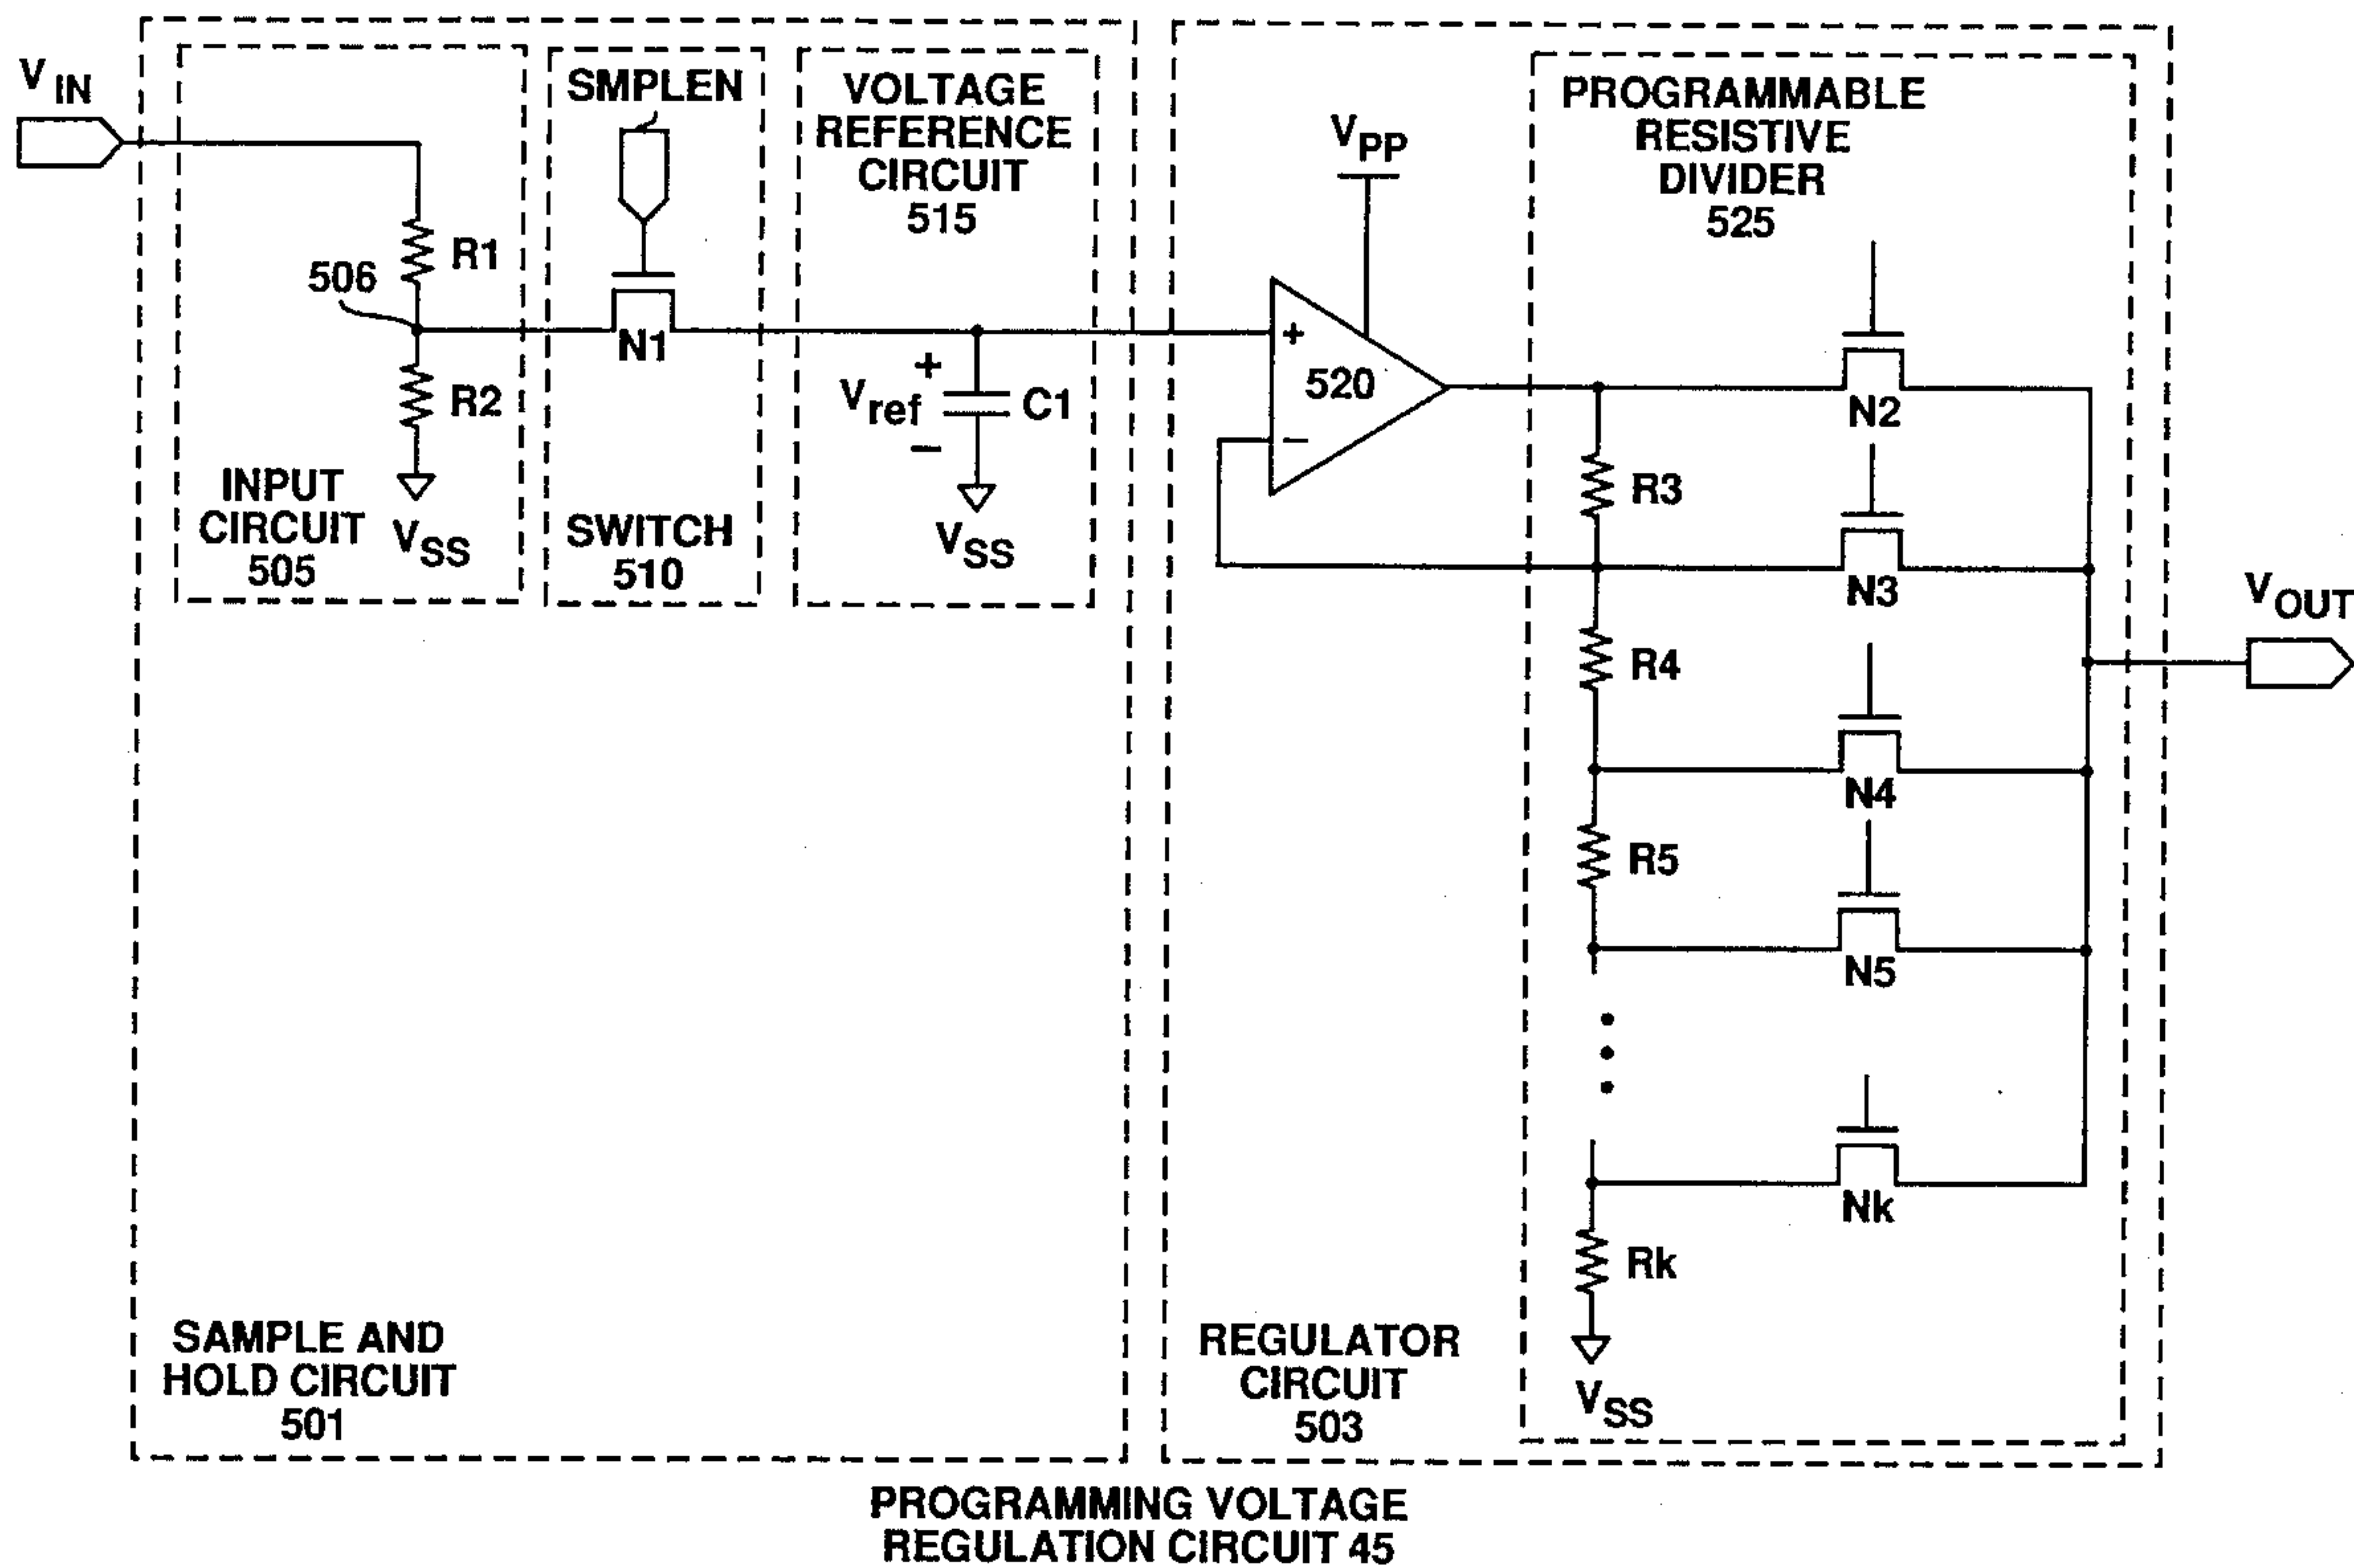 V IN
SMPLEN
VOLTAGE
REFERENCE
CIRCUIT
515
R1
506
N1
R2
+
Vref
C1
−
INPUT
CIRCUIT
505
VSS
SWITCH
510
VSS
SAMPLE AND
HOLD CIRCUIT
501
VPP
PROGRAMMABLE
RESISTIVE
DIVIDER
525
+
520
−
N2
R3
N3
R4
N4
R5
N5
Nk
Rk
VSS
VOUT
REGULATOR
CIRCUIT
503
PROGRAMMING VOLTAGE
REGULATION CIRCUIT 45